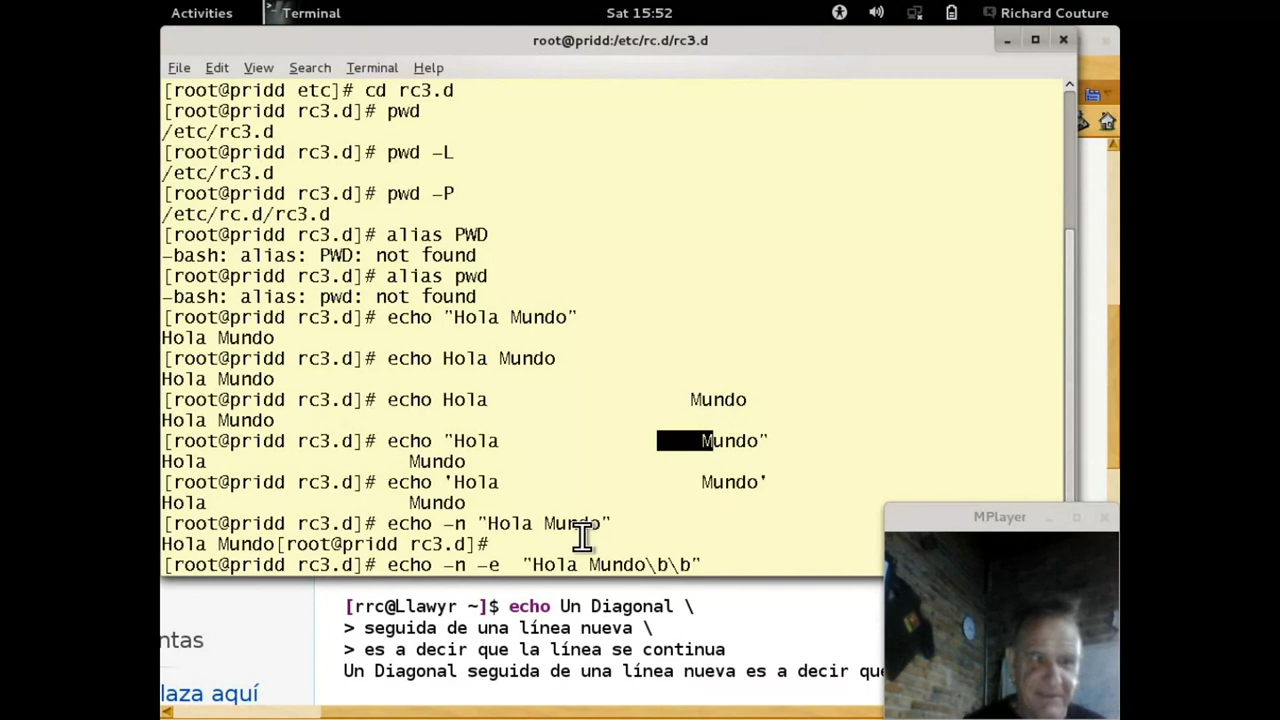 Activities Terminal Sat 15:52 Richard Couture
root@pridd:/etc/rc.d/rc3.d
File Edit View Search Terminal Help
[root@pridd etc]# cd rc3.d
[root@pridd rc3.d]# pwd
/etc/rc3.d
[root@pridd rc3.d]# pwd -L
/etc/rc3.d
[root@pridd rc3.d]# pwd -P
/etc/rc.d/rc3.d
[root@pridd rc3.d]# alias PWD
-bash: alias: PWD: not found
[root@pridd rc3.d]# alias pwd
-bash: alias: pwd: not found
[root@pridd rc3.d]# echo "Hola Mundo"
Hola Mundo
[root@pridd rc3.d]# echo Hola Mundo
Hola Mundo
[root@pridd rc3.d]# echo Hola                  Mundo
Hola Mundo
[root@pridd rc3.d]# echo "Hola                  Mundo"
Hola                  Mundo
[root@pridd rc3.d]# echo 'Hola                  Mundo'
Hola                  Mundo
[root@pridd rc3.d]# echo -n "Hola Mundo"
Hola Mundo[root@pridd rc3.d]#
[root@pridd rc3.d]# echo -n -e  "Hola Mundo\b\b"
MPlayer
[rrc@Llawyr ~]$ echo Un Diagonal \
> seguida de una línea nueva \
> es a decir que la línea se continua
Un Diagonal seguida de una línea nueva es a decir que
ntas
laza aquí